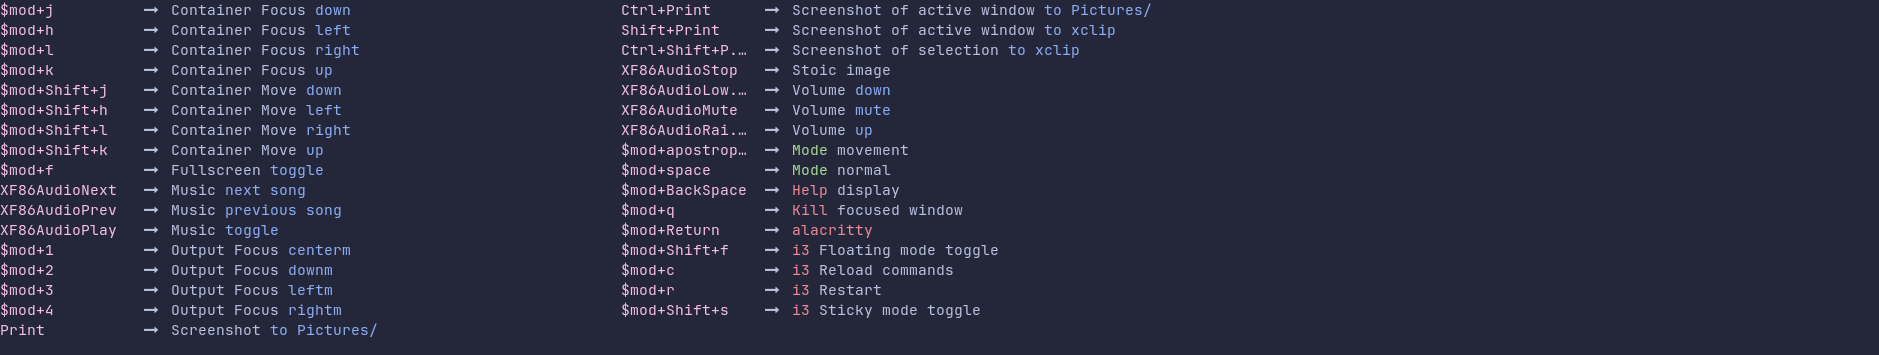 $mod+j → Container Focus down
$mod+h → Container Focus left
$mod+l → Container Focus right
$mod+k → Container Focus up
$mod+Shift+j → Container Move down
$mod+Shift+h → Container Move left
$mod+Shift+l → Container Move right
$mod+Shift+k → Container Move up
$mod+f → Fullscreen toggle
XF86AudioNext → Music next song
XF86AudioPrev → Music previous song
XF86AudioPlay → Music toggle
$mod+1 → Output Focus centerm
$mod+2 → Output Focus downm
$mod+3 → Output Focus leftm
$mod+4 → Output Focus rightm
Print → Screenshot to Pictures/
Ctrl+Print → Screenshot of active window to Pictures/
Shift+Print → Screenshot of active window to xclip
Ctrl+Shift+P.… → Screenshot of selection to xclip
XF86AudioStop → Stoic image
XF86AudioLow.… → Volume down
XF86AudioMute → Volume mute
XF86AudioRai.… → Volume up
$mod+apostrop… → Mode movement
$mod+space → Mode normal
$mod+BackSpace → Help display
$mod+q → Kill focused window
$mod+Return → alacritty
$mod+Shift+f → i3 Floating mode toggle
$mod+c → i3 Reload commands
$mod+r → i3 Restart
$mod+Shift+s → i3 Sticky mode toggle